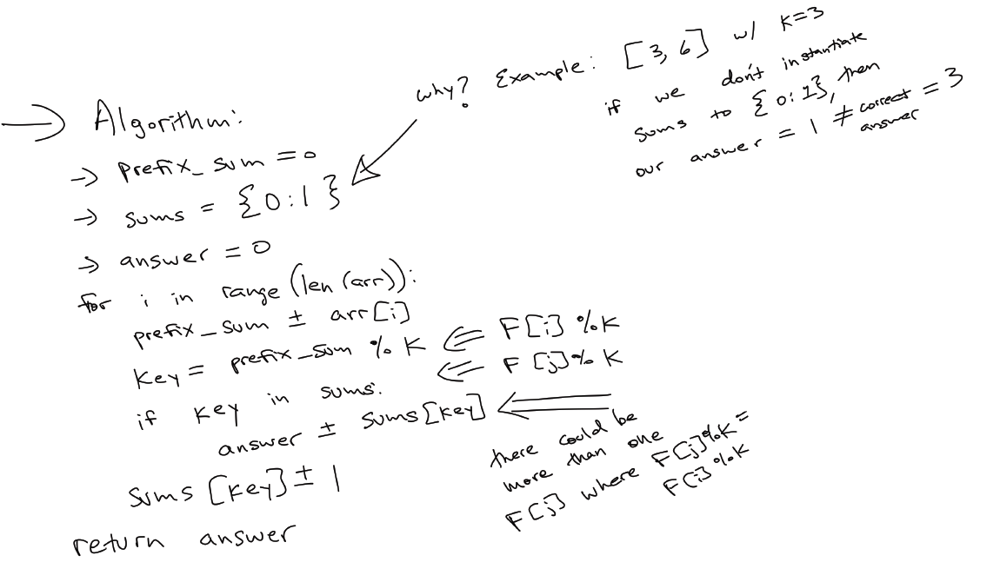 Algorithm:
→ prefix_sum = 0
→ sums = {0:1}
→ answer = 0
for i in range(len(arr)):
prefix_sum ± arr[i]
Key = prefix_sum % K ⇐ F[i] % K
if key in sums: ⇐ F[j] % K
answer ± sums[key]
sums[key] ± 1
return answer
why? Example: [3,6] w/ K=3
if we don't instantiate
sums to {0:1}, then
our answer = 1 ≠ correct answer = 3
there could be
more than one
F[j] where F[j]%K =
F[i]%K